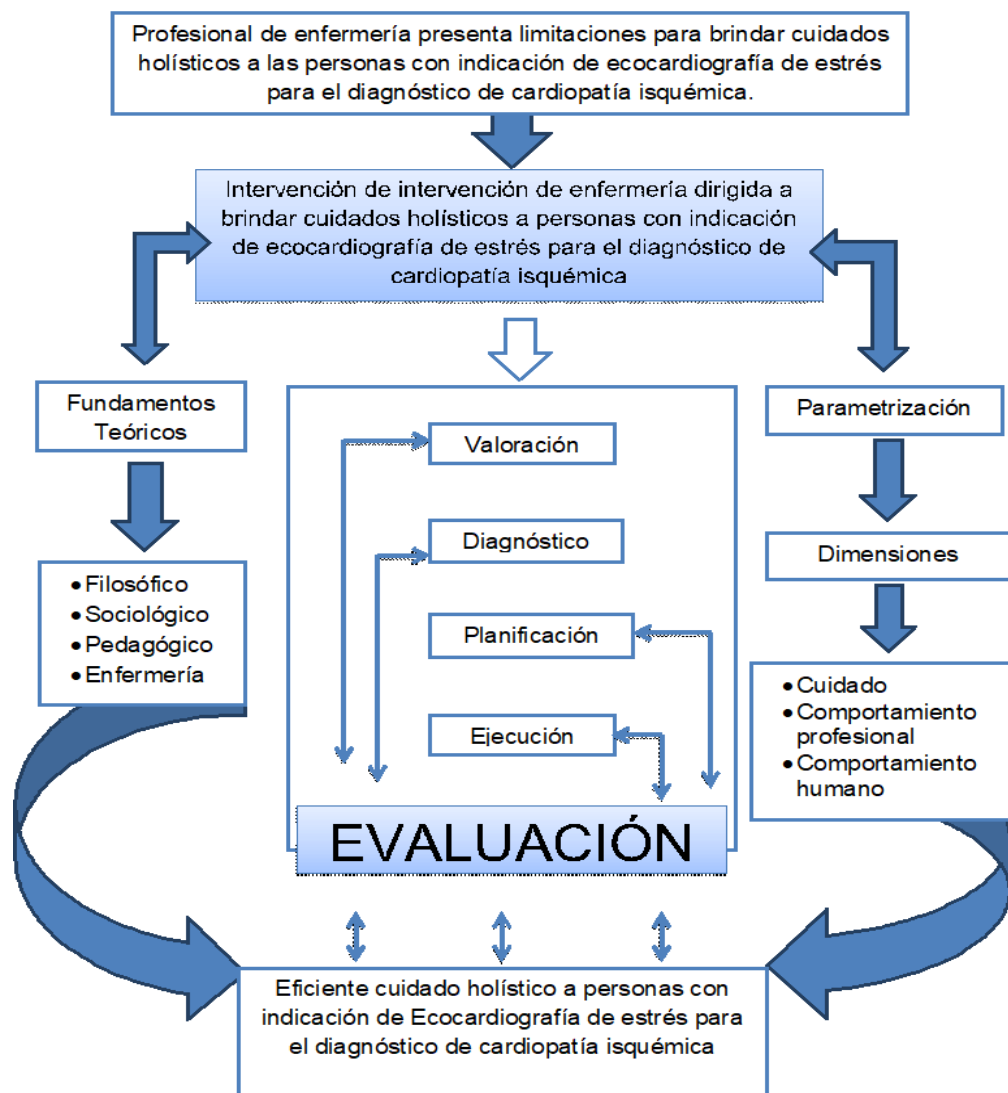 Profesional de enfermería presenta limitaciones para brindar cuidados
holísticos a las personas con indicación de ecocardiografía de estrés
para el diagnóstico de cardiopatía isquémica.
Intervención de intervención de enfermería dirigida a
brindar cuidados holísticos a personas con indicación
de ecocardiografía de estrés para el diagnóstico de
cardiopatía isquémica
Fundamentos
Teóricos
• Filosófico
• Sociológico
• Pedagógico
• Enfermería
Valoración
Diagnóstico
Planificación
Ejecución
EVALUACIÓN
Parametrización
Dimensiones
• Cuidado
• Comportamiento
profesional
• Comportamiento
humano
Eficiente cuidado holístico a personas con
indicación de Ecocardiografía de estrés para
el diagnóstico de cardiopatía isquémica